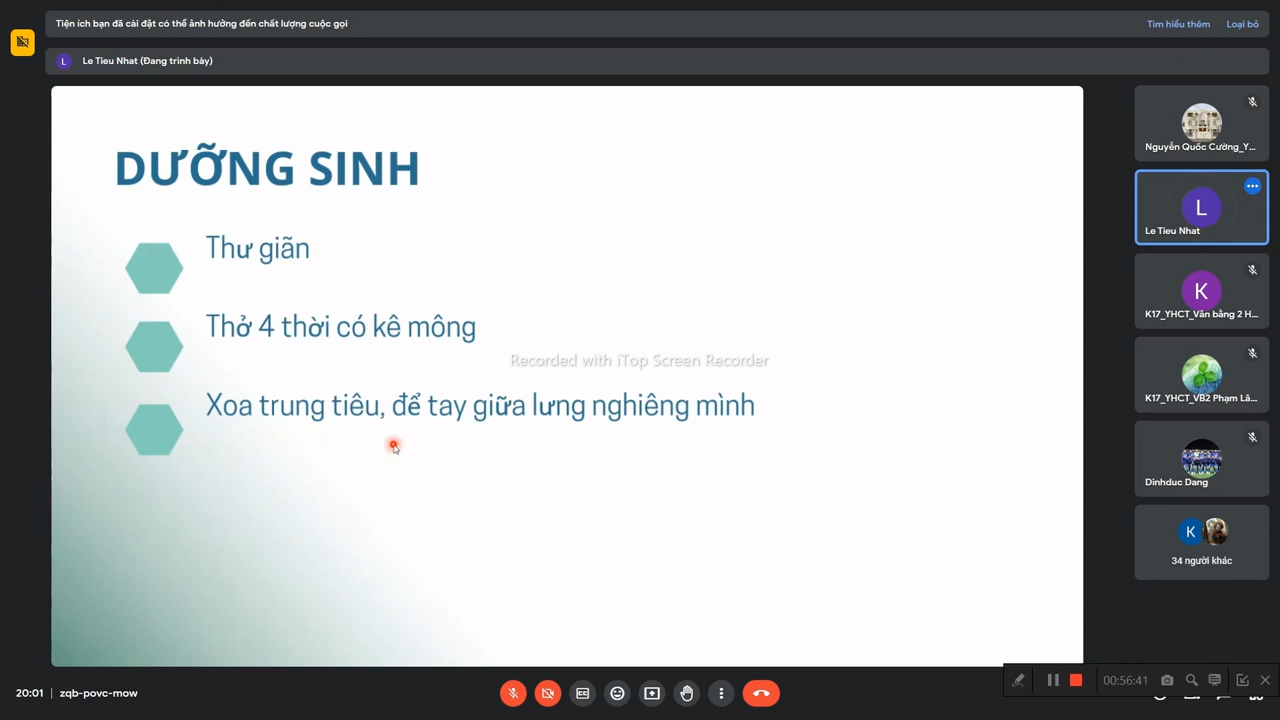 Tiện ích bạn đã cài đặt có thể ảnh hưởng đến chất lượng cuộc gọi
Tìm hiểu thêm
Loại bỏ
L
Le Tieu Nhat (Đang trình bày)
DƯỠNG SINH
Thư giãn
Thở 4 thời có kê mông
Recorded with iTop Screen Recorder
Xoa trung tiêu, để tay giữa lưng nghiêng mình
Nguyễn Quốc Cường_Y...
L
Le Tieu Nhat
K
K17_YHCT_Văn bằng 2 H...
K17_YHCT_VB2 Phạm Lâ...
Dinhduc Dang
K
34 người khác
20:01 | zqb-povc-mow
00:56:41